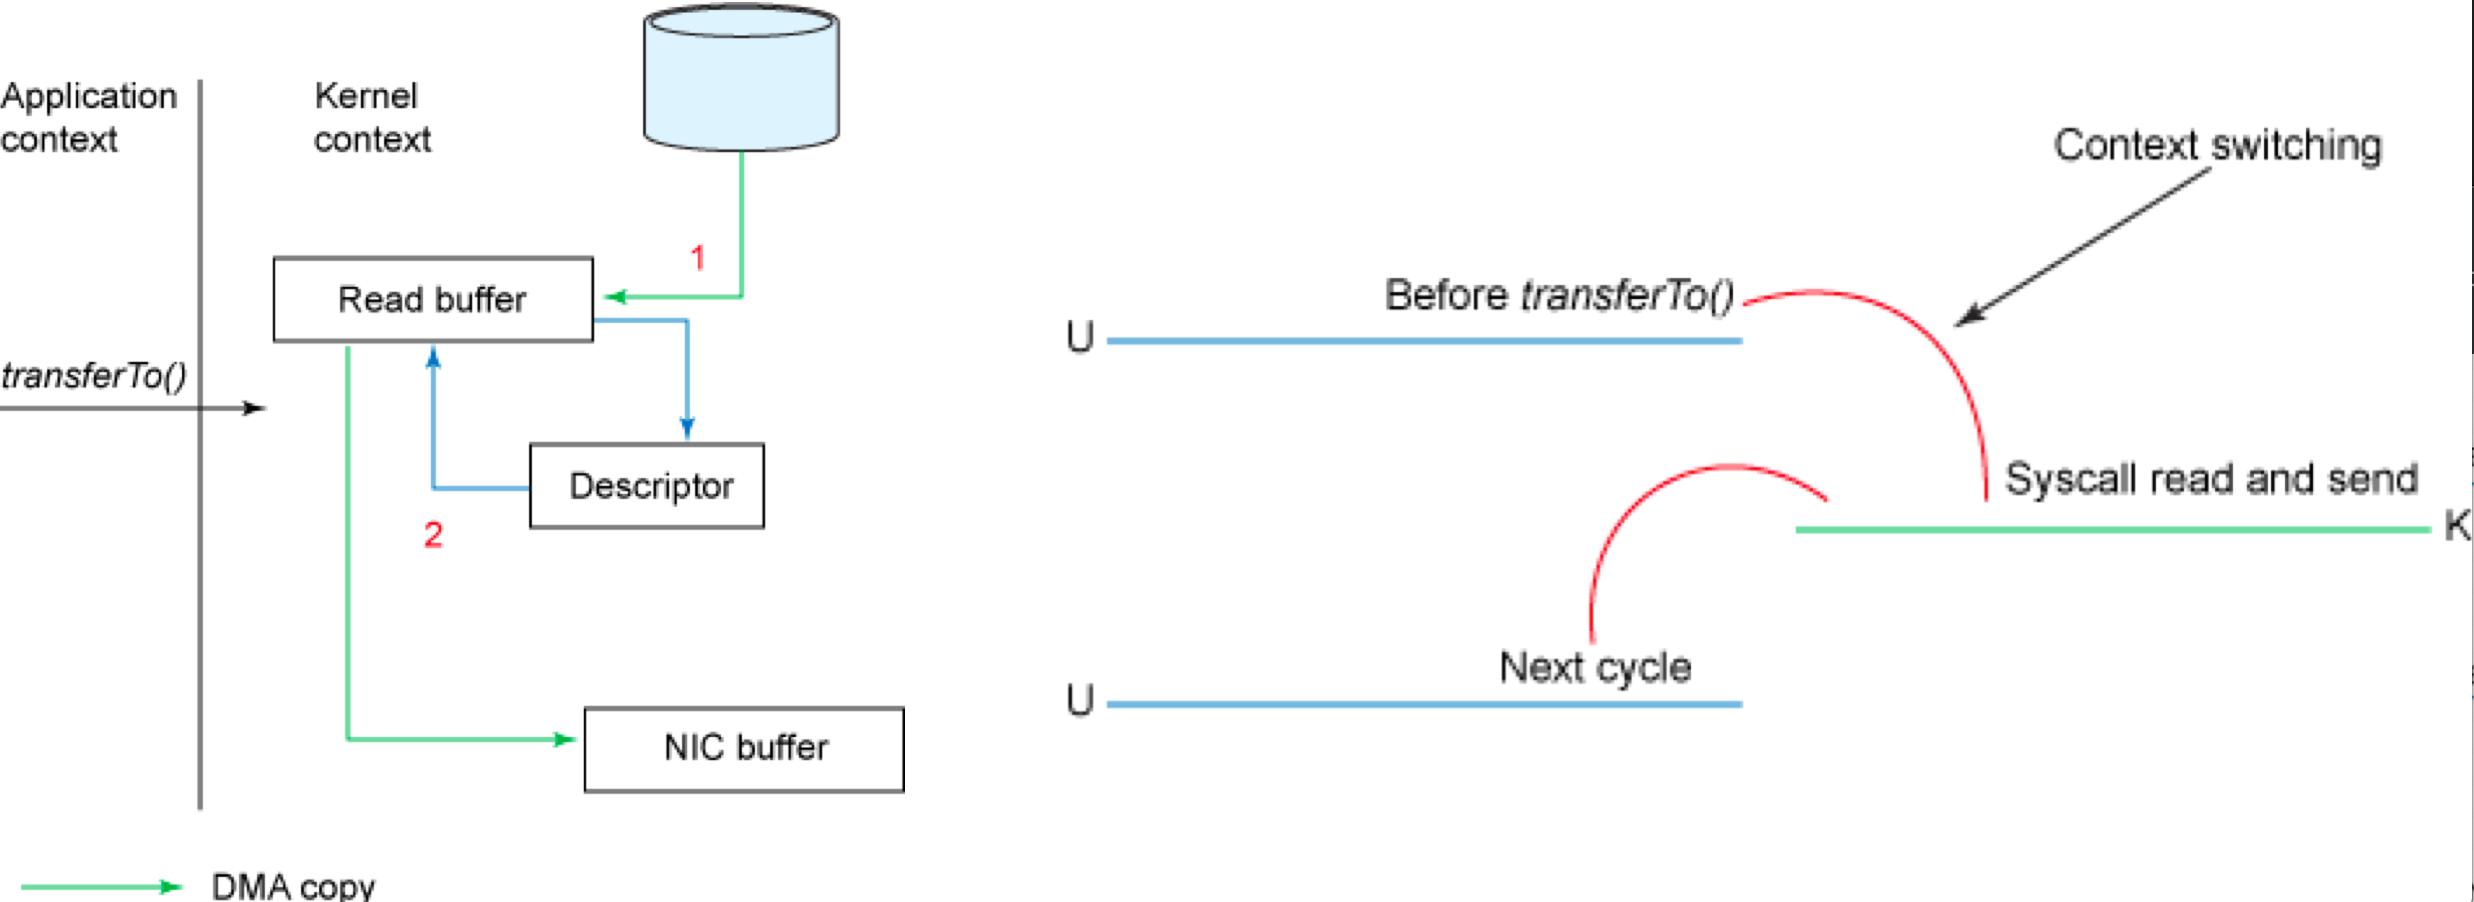 Application
context
Kernel
context
1
Read buffer
transferTo()
Descriptor
2
NIC buffer
DMA copy
Context switching
Before transferTo()
U
Syscall read and send
K
Next cycle
U